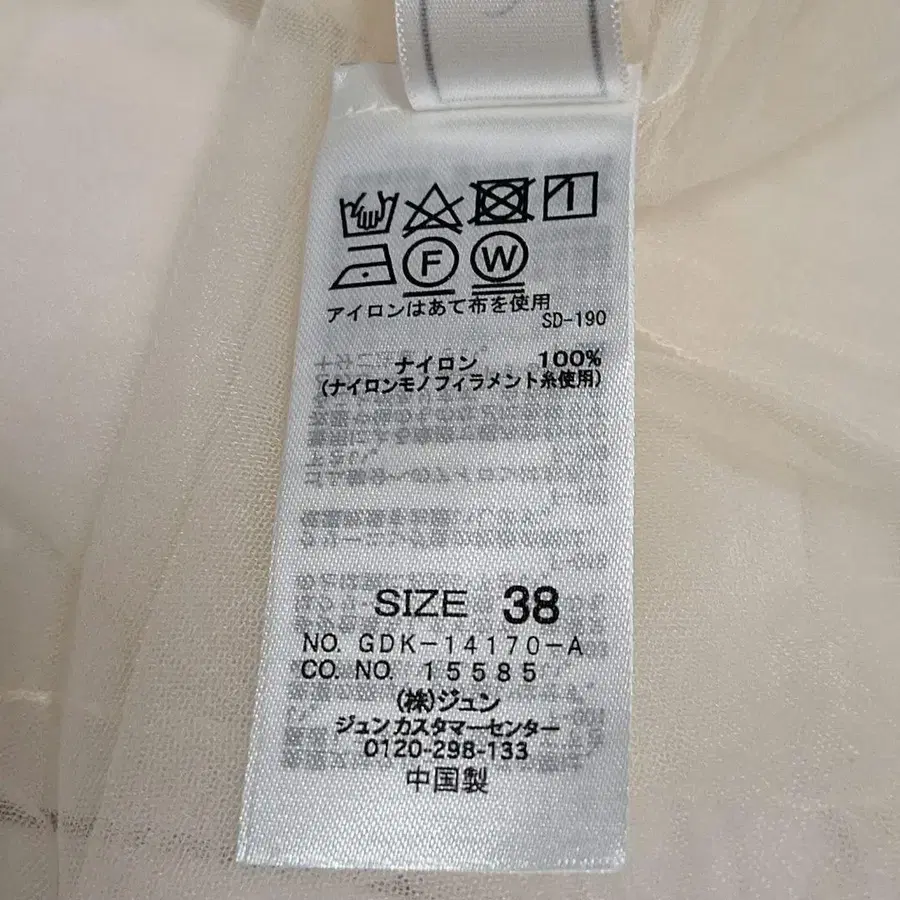 F W
アイロンはあて布を使用
SD-190
ナイロン 100%
(ナイロンモノフィラメント糸使用)
SIZE 38
NO. GDK-14170-A
CO. NO. 15585
(株)ジュン
ジュンカスタマーセンター
0120-298-133
中国製